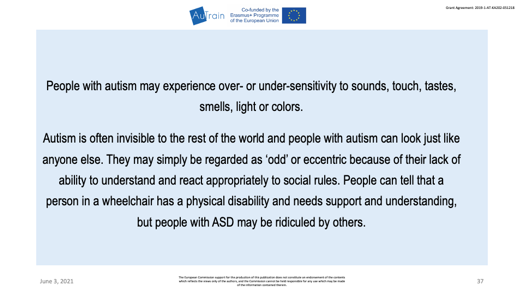 AuTrain
Co-funded by the
Erasmus+ Programme
of the European Union
Grant Agreement: 2019-1-AT-KA202-051218
People with autism may experience over- or under-sensitivity to sounds, touch, tastes,
smells, light or colors.
Autism is often invisible to the rest of the world and people with autism can look just like
anyone else. They may simply be regarded as ‘odd’ or eccentric because of their lack of
ability to understand and react appropriately to social rules. People can tell that a
person in a wheelchair has a physical disability and needs support and understanding,
but people with ASD may be ridiculed by others.
June 3, 2021
The European Commission support for the production of this publication does not constitute an endorsement of the contents
which reflects the views only of the authors, and the Commission cannot be held responsible for any use which may be made
of the information contained therein.
37